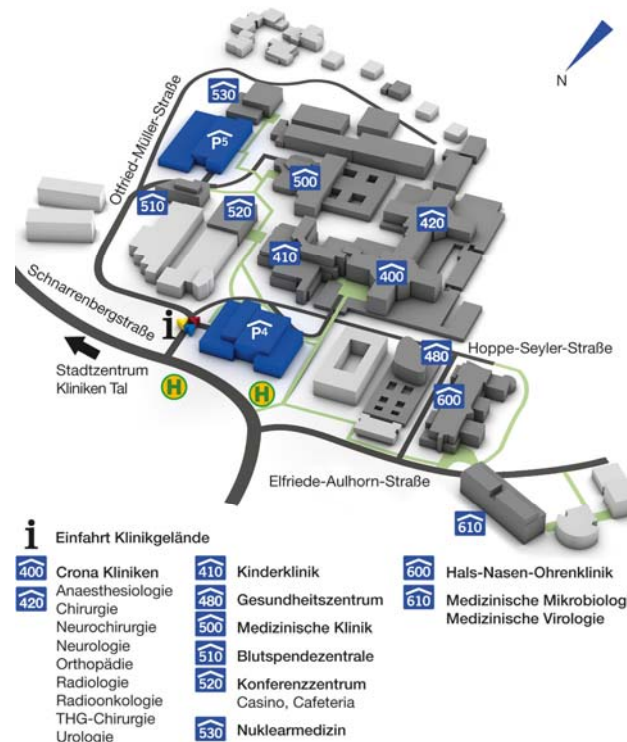 N
530
P5
Otfried-Müller-Straße
500
510
520
420
410
400
Schnarrenbergstraße
i
P4
480
Hoppe-Seyler-Straße
Stadtzentrum
Kliniken Tal
H
H
600
Elfriede-Aulhorn-Straße
610
i Einfahrt Klinikgelände
400 Crona Kliniken
420 Anaesthesiologie
Chirurgie
Neurochirurgie
Neurologie
Orthopädie
Radiologie
Radioonkologie
THG-Chirurgie
Urologie
410 Kinderklinik
480 Gesundheitszentrum
500 Medizinische Klinik
510 Blutspendezentrale
520 Konferenzzentrum
Casino, Cafeteria
530 Nuklearmedizin
600 Hals-Nasen-Ohrenklinik
610 Medizinische Mikrobiolog
Medizinische Virologie